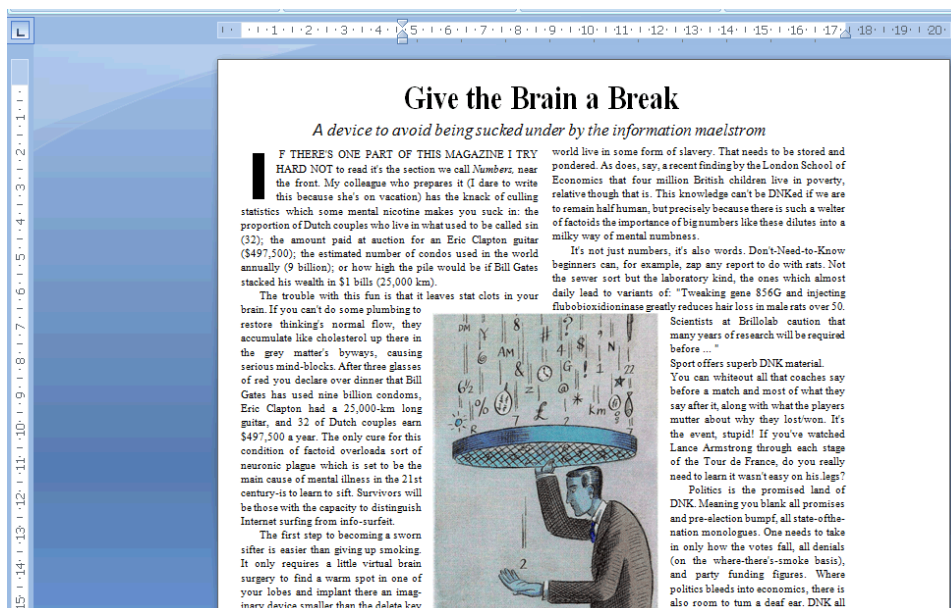 L
1 2 3 4 5 6 7 8 9 10 11 12 13 14 15 16 17 18 19 20
Give the Brain a Break
A device to avoid being sucked under by the information maelstrom
IF THERE'S ONE PART OF THIS MAGAZINE I TRY
HARD NOT to read it's the section we call Numbers, near
the front. My colleague who prepares it (I dare to write
this because she's on vacation) has the knack of culling
statistics which some mental nicotine makes you suck in: the
proportion of Dutch couples who live in what used to be called sin
(32); the amount paid at auction for an Eric Clapton guitar
($497,500); the estimated number of condos used in the world
annually (9 billion); or how high the pile would be if Bill Gates
stacked his wealth in $1 bills (25,000 km).
The trouble with this fun is that it leaves stat clots in your
brain. If you can't do some plumbing to
restore thinking's normal flow, they
accumulate like cholesterol up there in
the grey matter's byways, causing
serious mind-blocks. After three glasses
of red you declare over dinner that Bill
Gates has used nine billion condoms,
Eric Clapton had a 25,000-km long
guitar, and 32 of Dutch couples earn
$497,500 a year. The only cure for this
condition of factoid overloada sort of
neuronic plague which is set to be the
main cause of mental illness in the 21st
century-is to learn to sift. Survivors will
be those with the capacity to distinguish
Internet surfing from info-surfeit.
The first step to becoming a sworn
sifter is easier than giving up smoking.
It only requires a little virtual brain
surgery to find a warm spot in one of
your lobes and implant there an imag-
inary device smaller than the delete key
world live in some form of slavery. That needs to be stored and
pondered. As does, say, a recent finding by the London School of
Economics that four million British children live in poverty,
relative though that is. This knowledge can't be DNKed if we are
to remain half human, but precisely because there is such a welter
of factoids the importance of big numbers like these dilutes into a
milky way of mental numbness.
It's not just numbers, it's also words. Don't-Need-to-Know
beginners can, for example, zap any report to do with rats. Not
the sewer sort but the laboratory kind, the ones which almost
daily lead to variants of: "Tweaking gene 856G and injecting
flubobioxidioninase greatly reduces hair loss in male rats over 50.
Scientists at Brillolab caution that
many years of research will be required
before ... "
Sport offers superb DNK material.
You can whiteout all that coaches say
before a match and most of what they
say after it, along with what the players
mutter about why they lost/won. It's
the event, stupid! If you've watched
Lance Armstrong through each stage
of the Tour de France, do you really
need to learn it wasn't easy on his.legs?
Politics is the promised land of
DNK. Meaning you blank all promises
and pre-election bumpf, all state-ofthe-
nation monologues. One needs to take
in only how the votes fall, all denials
(on the where-there's-smoke basis),
and party funding figures. Where
politics bleeds into economics, there is
also room to tum a deaf ear. DNK all